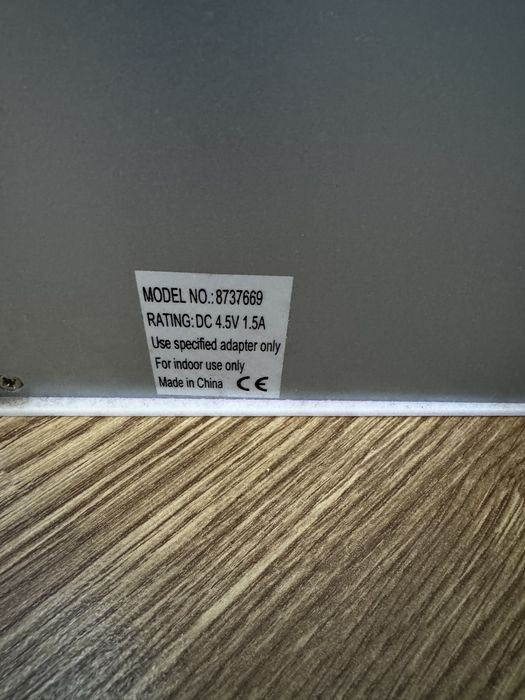 MODEL NO.: 8737669
RATING: DC 4.5V 1.5A
Use specified adapter only
For indoor use only
Made in China CE